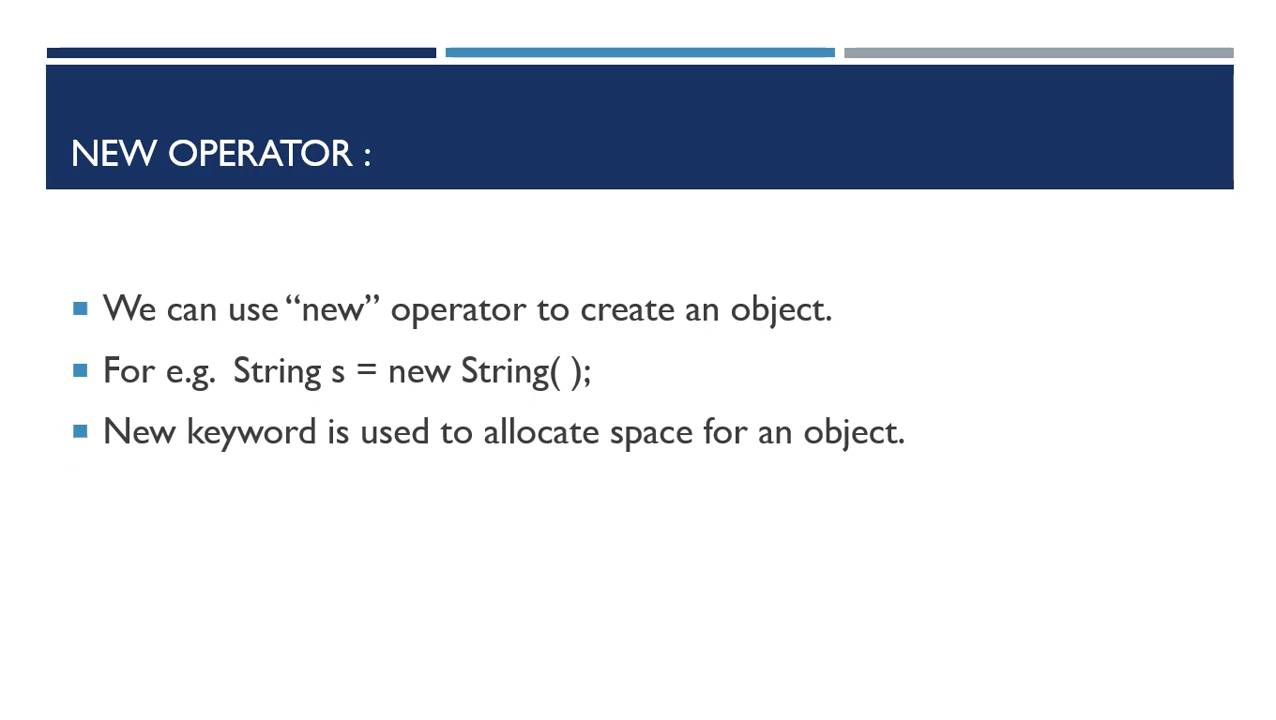 NEW OPERATOR :
We can use “new” operator to create an object.
For e.g.  String s = new String( );
New keyword is used to allocate space for an object.